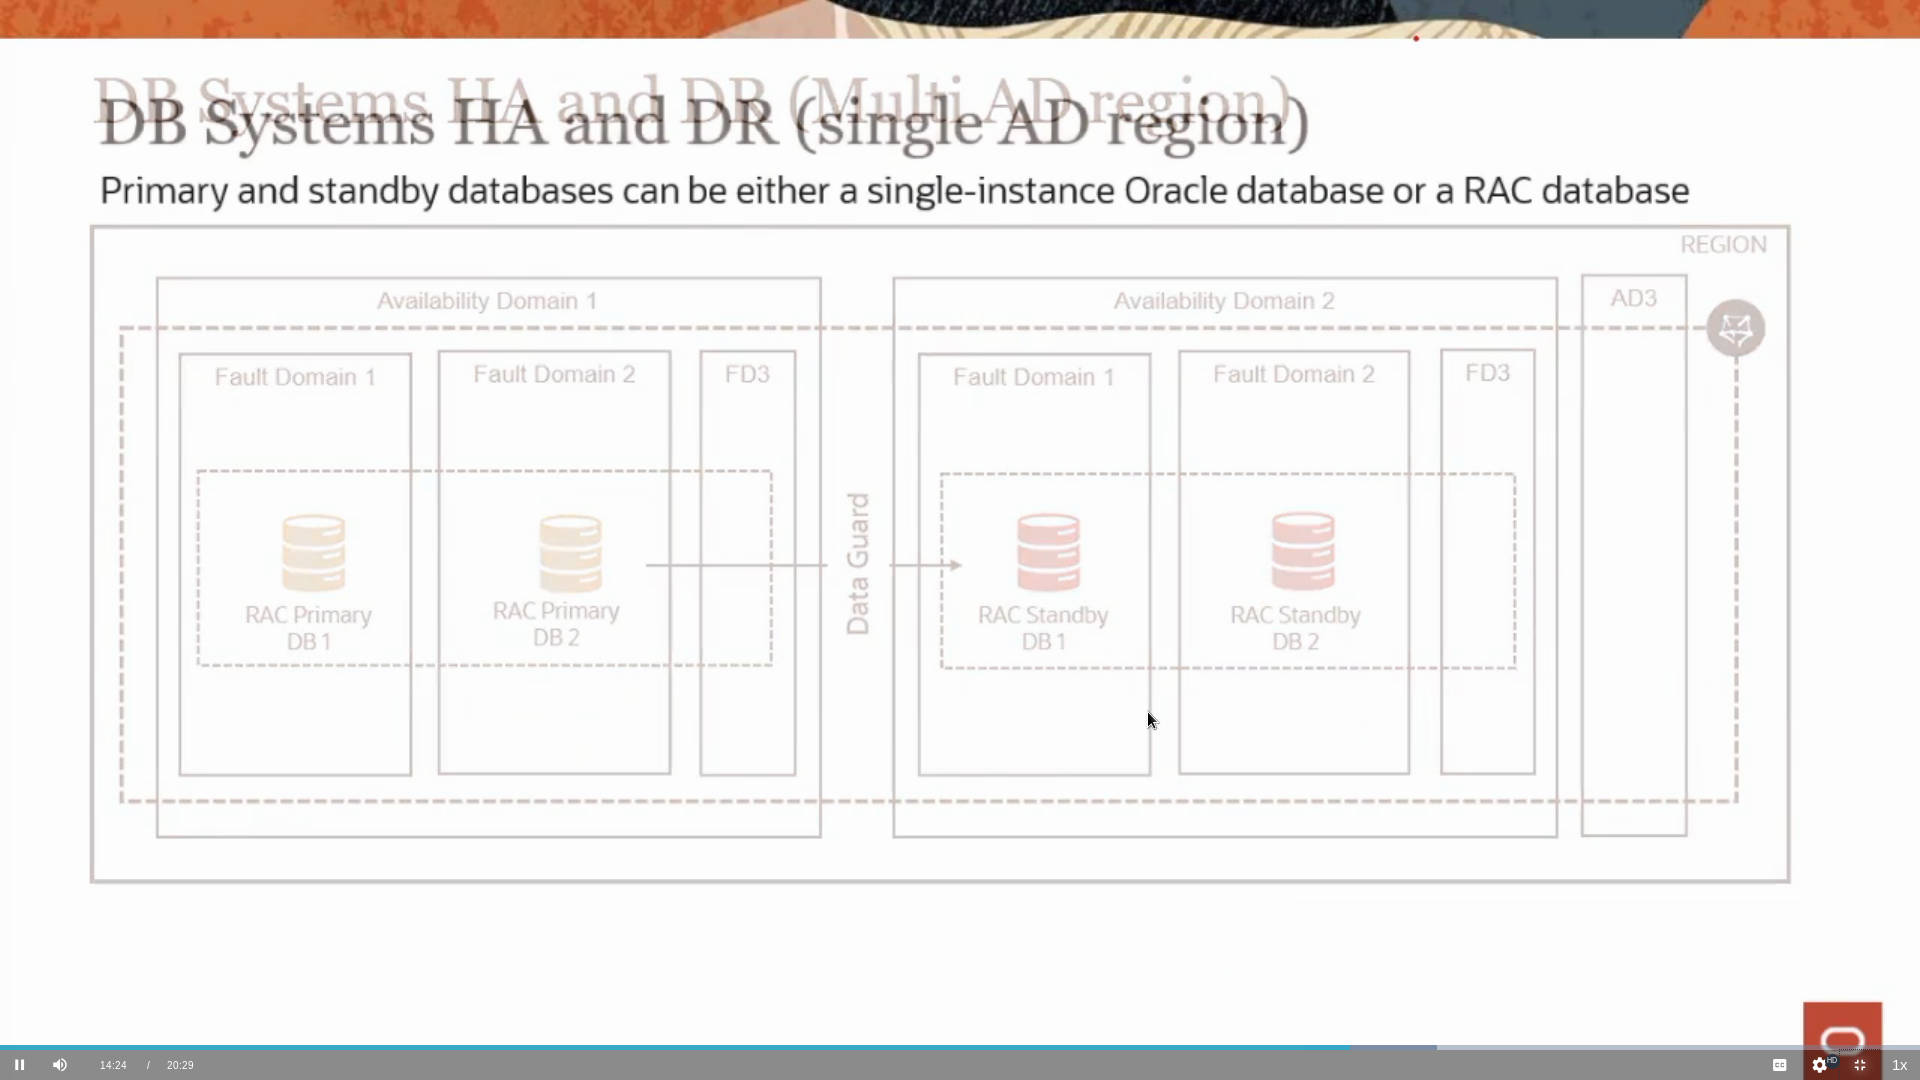 DB Systems HA and DR (Multi AD region)
DB Systems HA and DR (single AD region)
Primary and standby databases can be either a single-instance Oracle database or a RAC database
REGION
Availability Domain 1
Availability Domain 2
AD3
Fault Domain 1
Fault Domain 2
FD3
Fault Domain 1
Fault Domain 2
FD3
Data Guard
RAC Primary
DB 1
RAC Primary
DB 2
RAC Standby
DB 1
RAC Standby
DB 2
14:24 / 20:29
CC
HD
1x